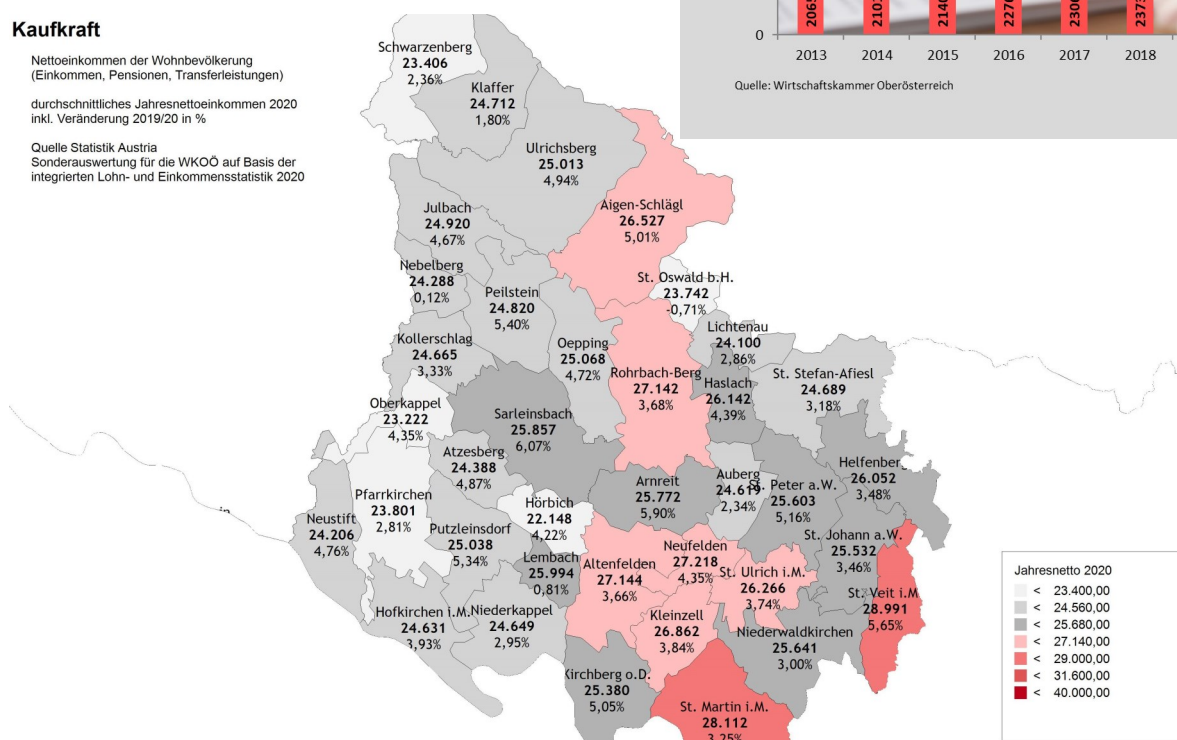 Kaufkraft
Nettoeinkommen der Wohnbevölkerung
(Einkommen, Pensionen, Transferleistungen)
durchschnittliches Jahresnettoeinkommen 2020
inkl. Veränderung 2019/20 in %
Quelle Statistik Austria
Sonderauswertung für die WKOÖ auf Basis der
integrierten Lohn- und Einkommensstatistik 2020
0
2013 2014 2015 2016 2017 2018
Quelle: Wirtschaftskammer Oberösterreich
Schwarzenberg
23.406
2,36%
Klaffer
24.712
1,80%
Ulrichsberg
25.013
4,94%
Aigen-Schlägl
26.527
5,01%
Julbach
24.920
4,67%
Nebelberg
24.288
0,12%
Peilstein
24.820
5,40%
St. Oswald b.H.
23.742
-0,71%
Kollerschlag
24.665
3,33%
Oepping
25.068
4,72%
Lichtenau
24.100
2,86%
Rohrbach-Berg
27.142
3,68%
Haslach
26.142
4,39%
St. Stefan-Afiesl
24.689
3,18%
Oberkappel
23.222
4,35%
Sarleinsbach
25.857
6,07%
Atzesberg
24.388
4,87%
Arnreit
25.772
5,90%
Auberg
24.619
2,34%
St. Peter a.W.
25.603
5,16%
Helfenberg
26.052
3,48%
Pfarrkirchen
23.801
2,81%
Hörbich
22.148
4,22%
Neustift
24.206
4,76%
Putzleinsdorf
25.038
5,34%
Lembach
25.994
0,81%
Altenfelden
27.144
3,66%
Neufelden
27.218
4,35%
St. Ulrich i.M.
26.266
3,74%
St. Johann a.W.
25.532
3,46%
St. Veit i.M
28.991
5,65%
Hofkirchen i.M.
24.631
3,93%
Niederkappel
24.649
2,95%
Kleinzell
26.862
3,84%
Niederwaldkirchen
25.641
3,00%
Kirchberg o.D.
25.380
5,05%
St. Martin i.M.
28.112
3,25%
Jahresnetto 2020
< 23.400,00
< 24.560,00
< 25.680,00
< 27.140,00
< 29.000,00
< 31.600,00
< 40.000,00